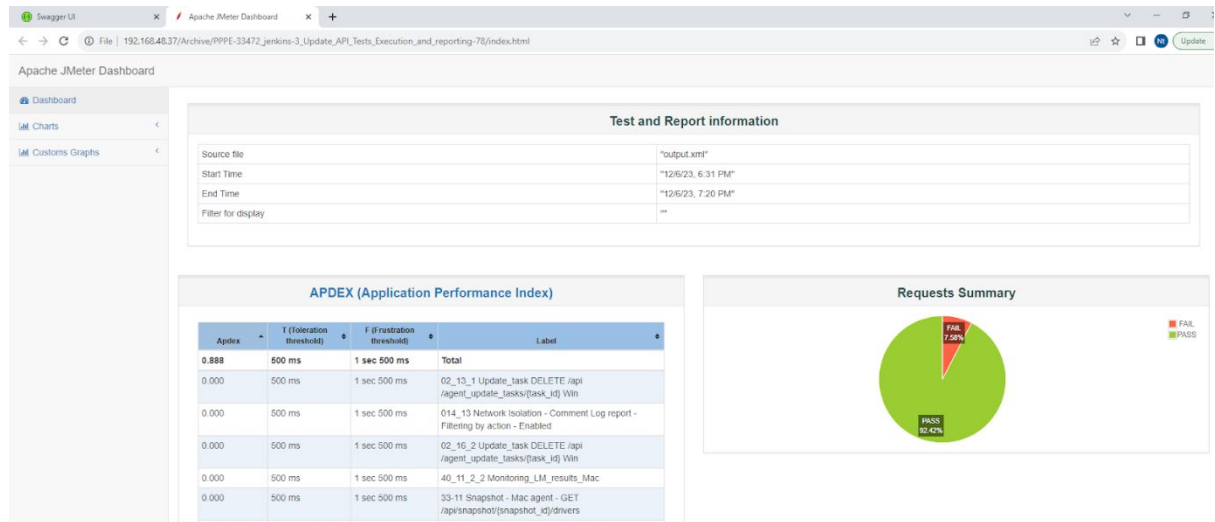 Swagger UI
Apache JMeter Dashboard
File 192.168.48.37/Archive/PPPE-33472_jenkins-3_Update_API_Tests_Execution_and_reporting-78/index.html
Nt
Update
Apache JMeter Dashboard
Dashboard
Charts
Customs Graphs
Test and Report information
Source file "output.xml"
Start Time "12/6/23, 6:31 PM"
End Time "12/6/23, 7:20 PM"
Filter for display ""
APDEX (Application Performance Index)
Apdex T (Toleration threshold) F (Frustration threshold) Label
0.888 500 ms 1 sec 500 ms Total
0.000 500 ms 1 sec 500 ms 02_13_1 Update_task DELETE /api
/agent_update_tasks/{task_id} Win
0.000 500 ms 1 sec 500 ms 014_13 Network Isolation - Comment Log report -
Filtering by action - Enabled
0.000 500 ms 1 sec 500 ms 02_16_2 Update_task DELETE /api
/agent_update_tasks/{task_id} Win
0.000 500 ms 1 sec 500 ms 40_11_2_2 Monitoring_LM_results_Mac
0.000 500 ms 1 sec 500 ms 33-11 Snapshot - Mac agent - GET
/api/snapshot/{snapshot_id}/drivers
Requests Summary
FAIL
7.58%
PASS
92.42%
FAIL
PASS